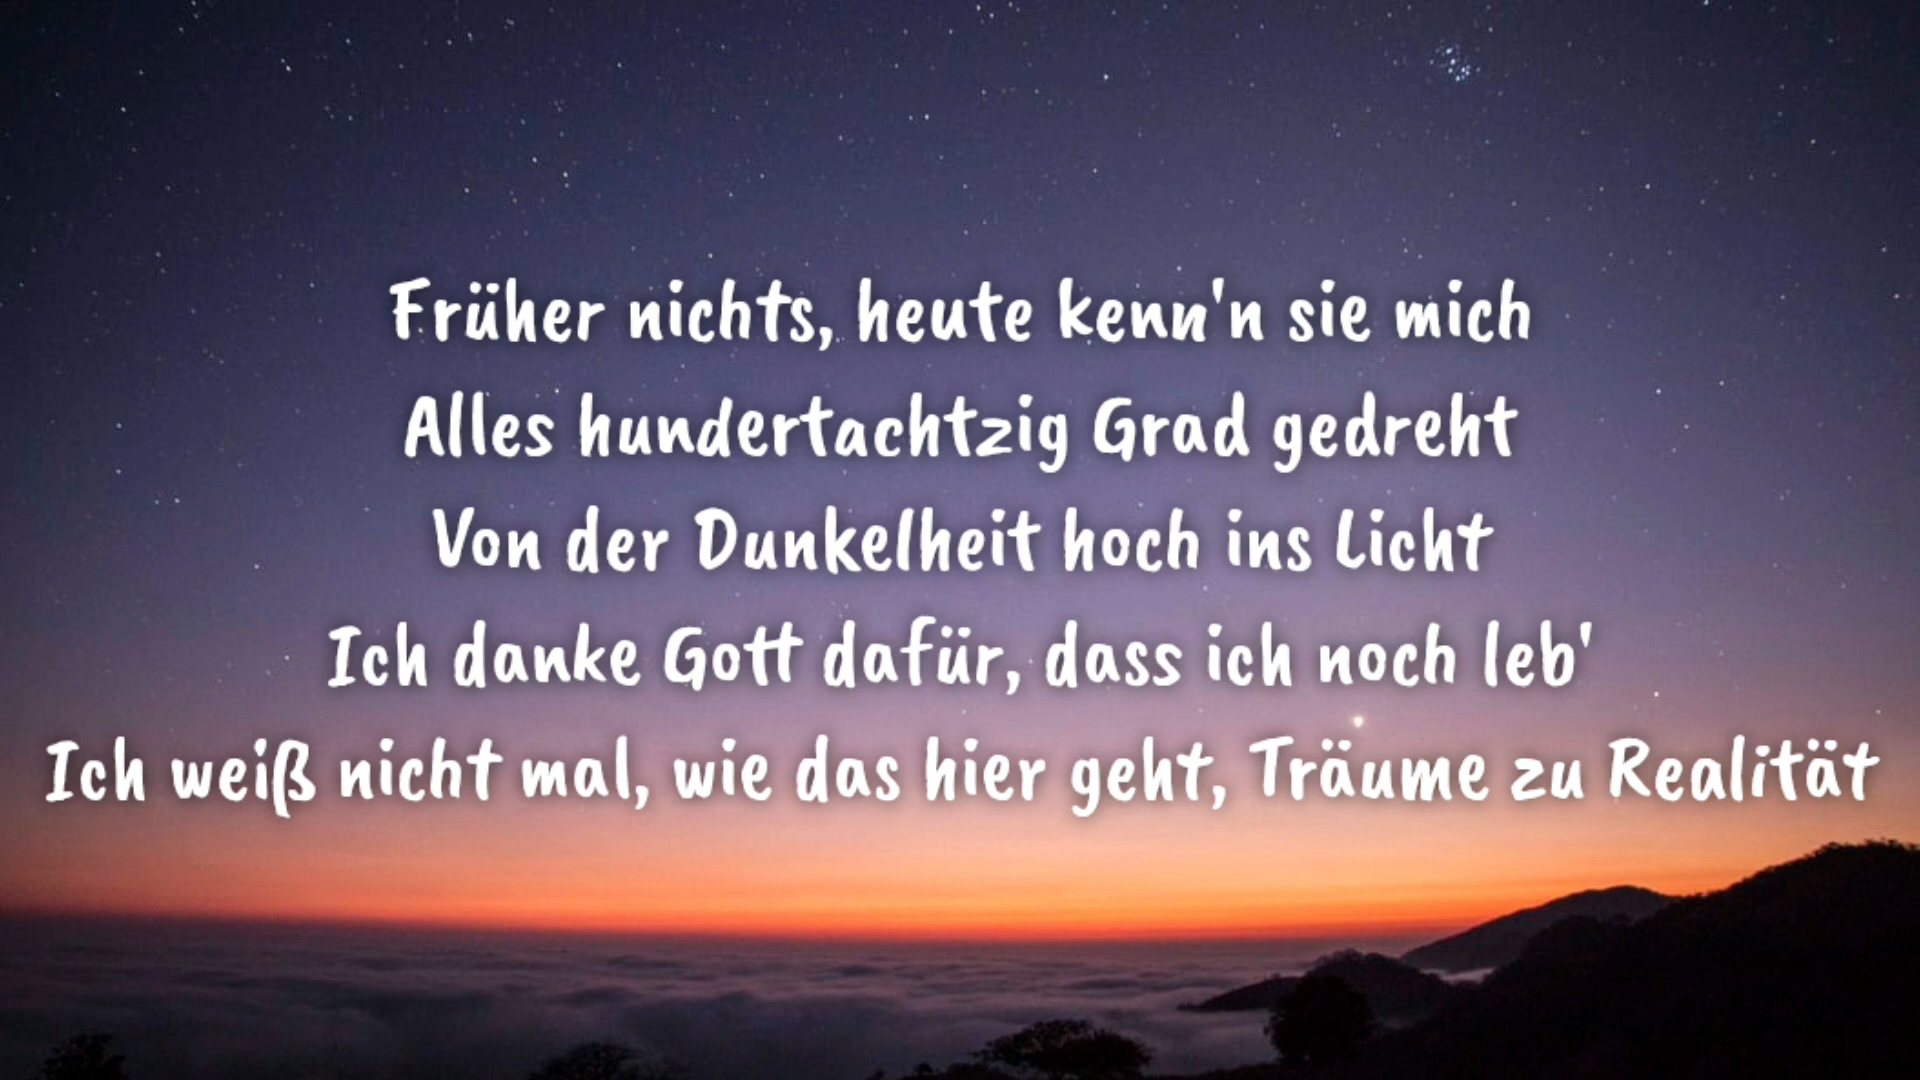 Früher nichts, heute kenn'n sie mich
Alles hundertachtzig Grad gedreht
Von der Dunkelheit hoch ins Licht
Ich danke Gott dafür, dass ich noch leb'
Ich weiß nicht mal, wie das hier geht, Träume zu Realität